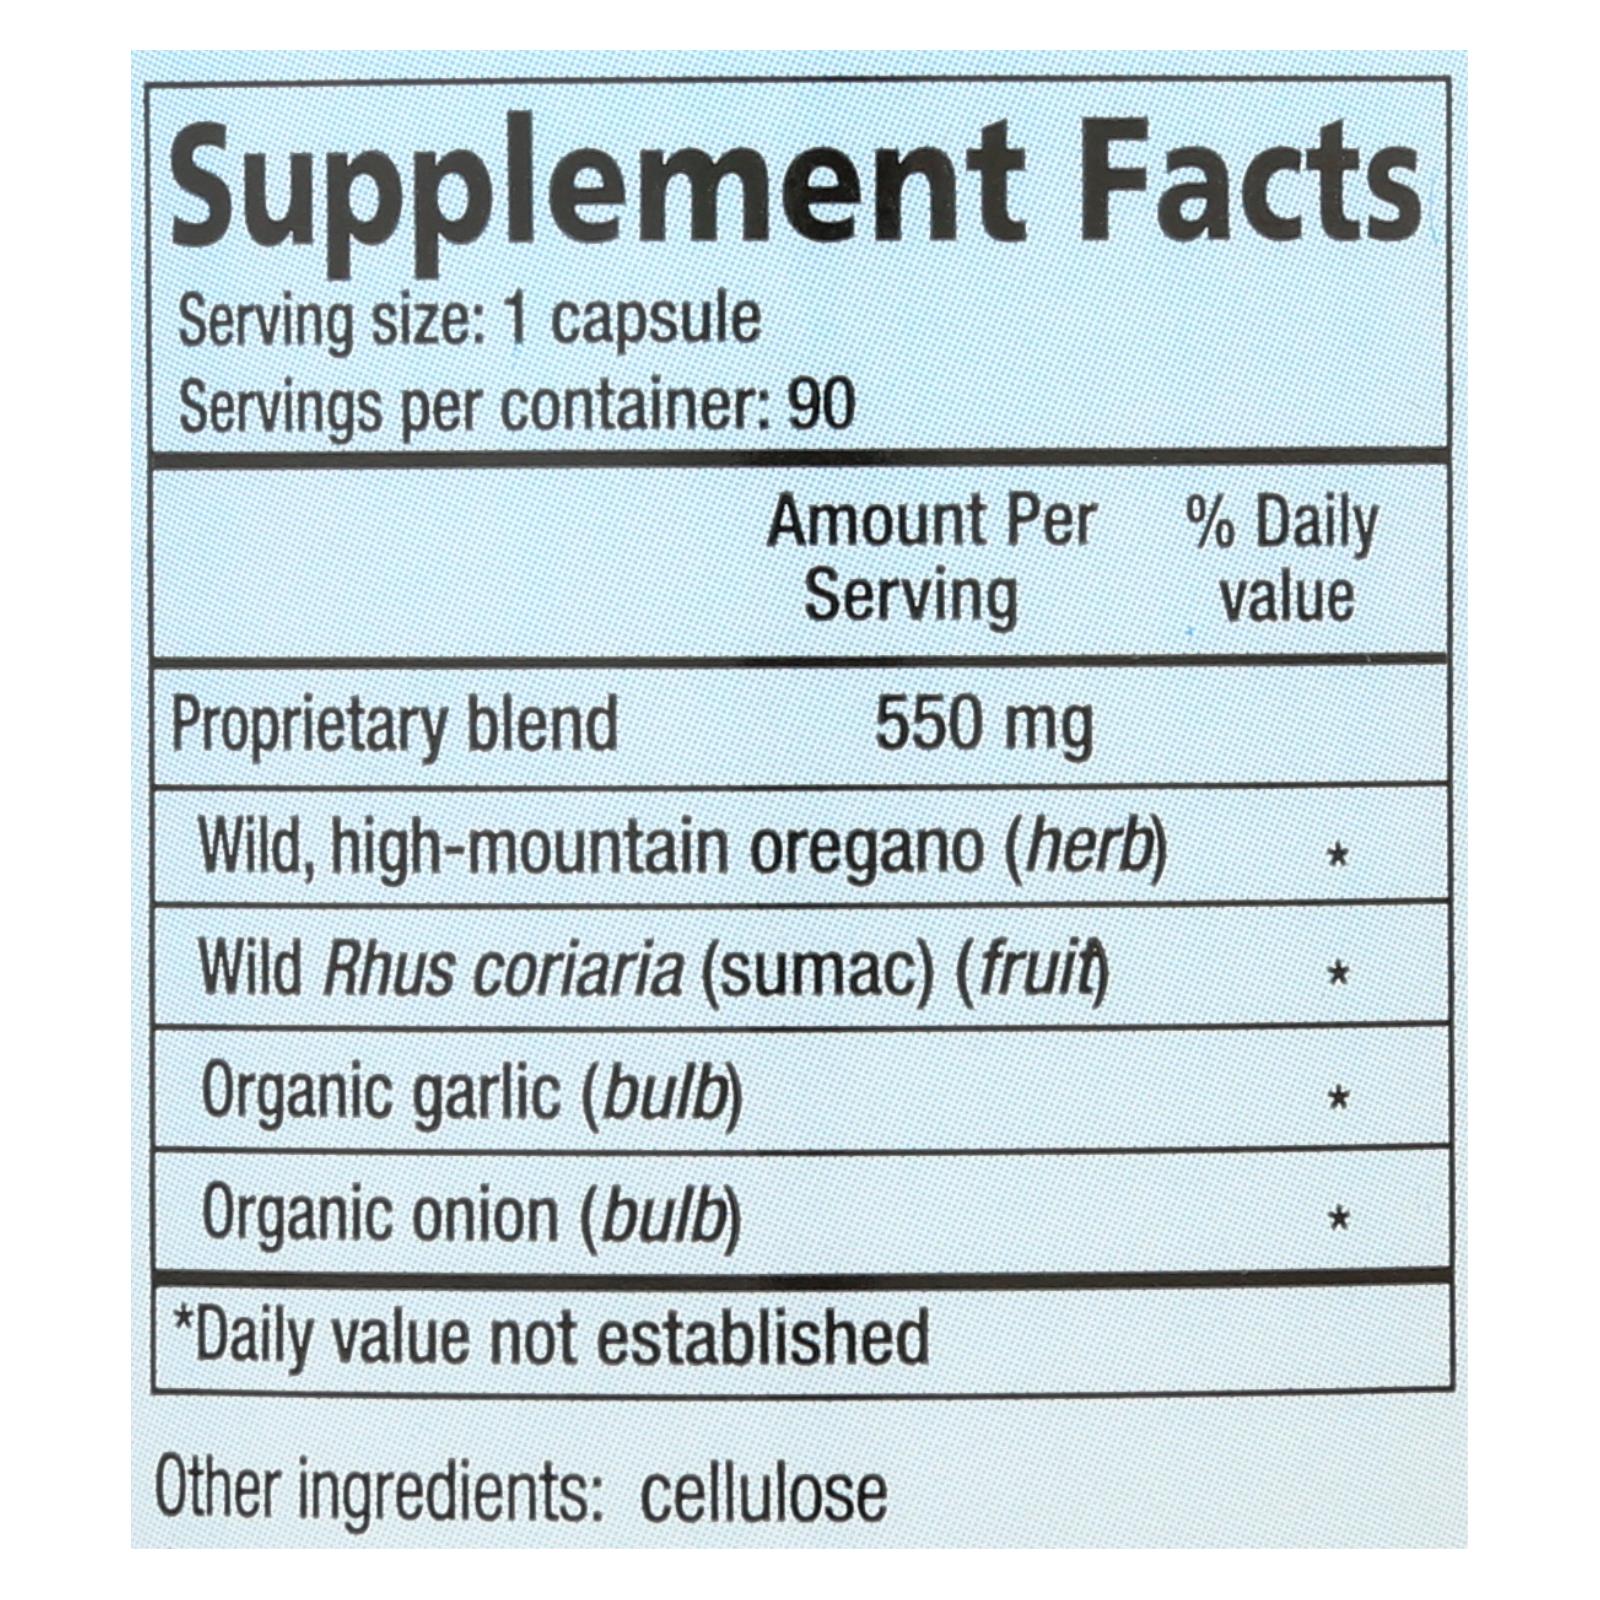 Supplement Facts
Serving size: 1 capsule
Servings per container: 90
Amount Per % Daily
Serving value
Proprietary blend 550 mg
Wild, high-mountain oregano (herb) *
Wild Rhus coriaria (sumac) (fruit) *
Organic garlic (bulb) *
Organic onion (bulb) *
*Daily value not established
Other ingredients: cellulose